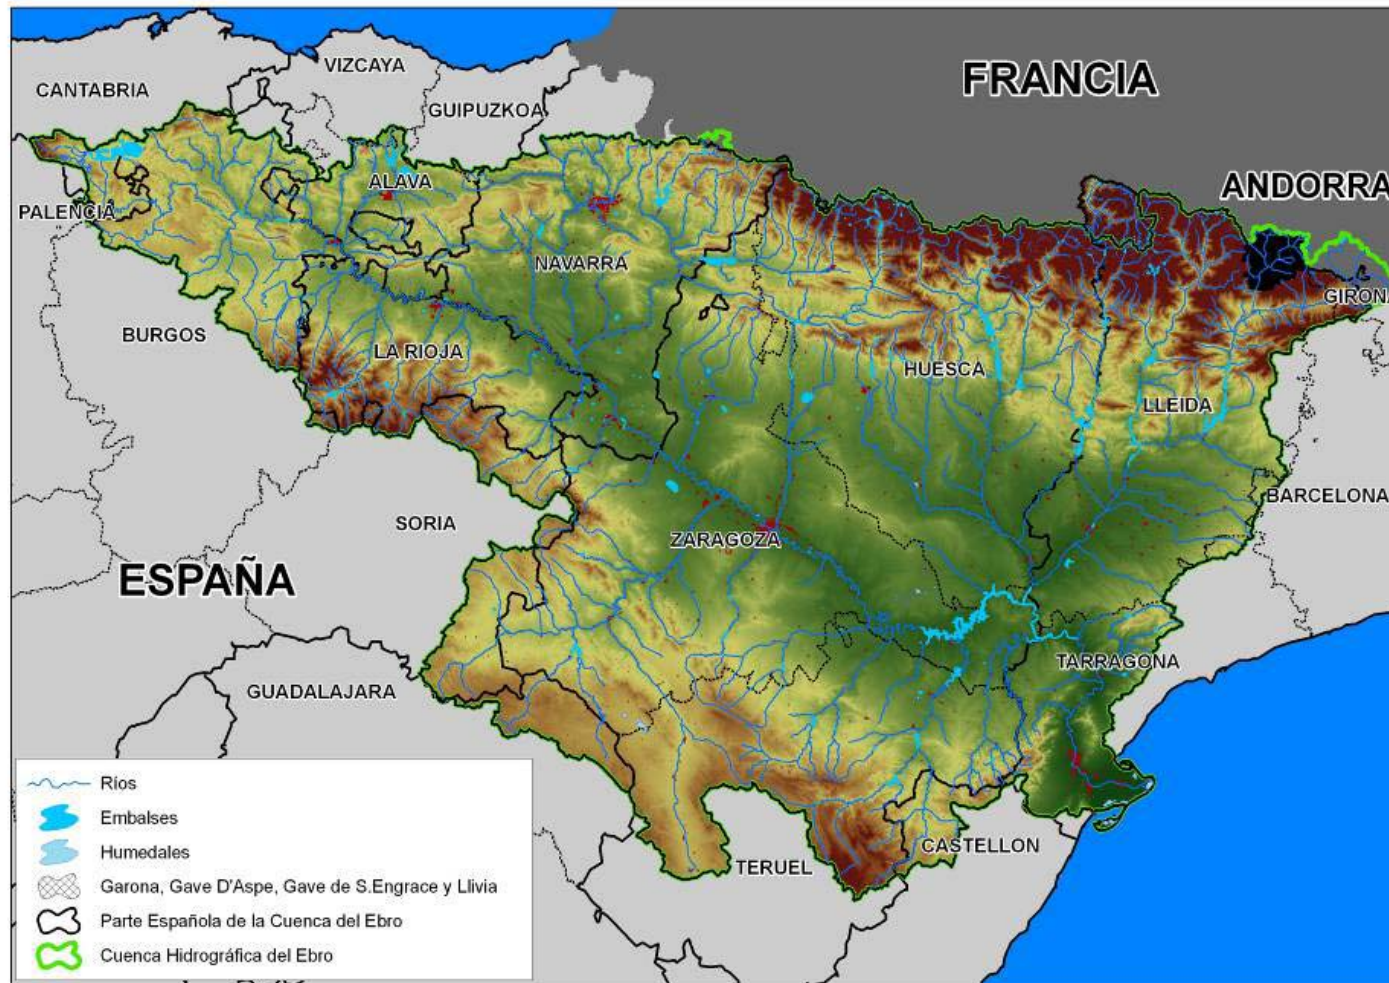 FRANCIA
VIZCAYA
CANTABRIA
GUIPUZKOA
ALAVA
ANDORRA
PALENCIA
NAVARRA
GIRON
BURGOS
LA RIOJA
HUESCA
LLEIDA
BARCELONA
SORIA
ZARAGOZA
ESPAÑA
TARRAGONA
GUADALAJARA
Ríos
Embalses
Humedales
Garona, Gave D'Aspe, Gave de S.Engrace y Llivia
Parte Española de la Cuenca del Ebro
Cuenca Hidrográfica del Ebro
CASTELLON
TERUEL